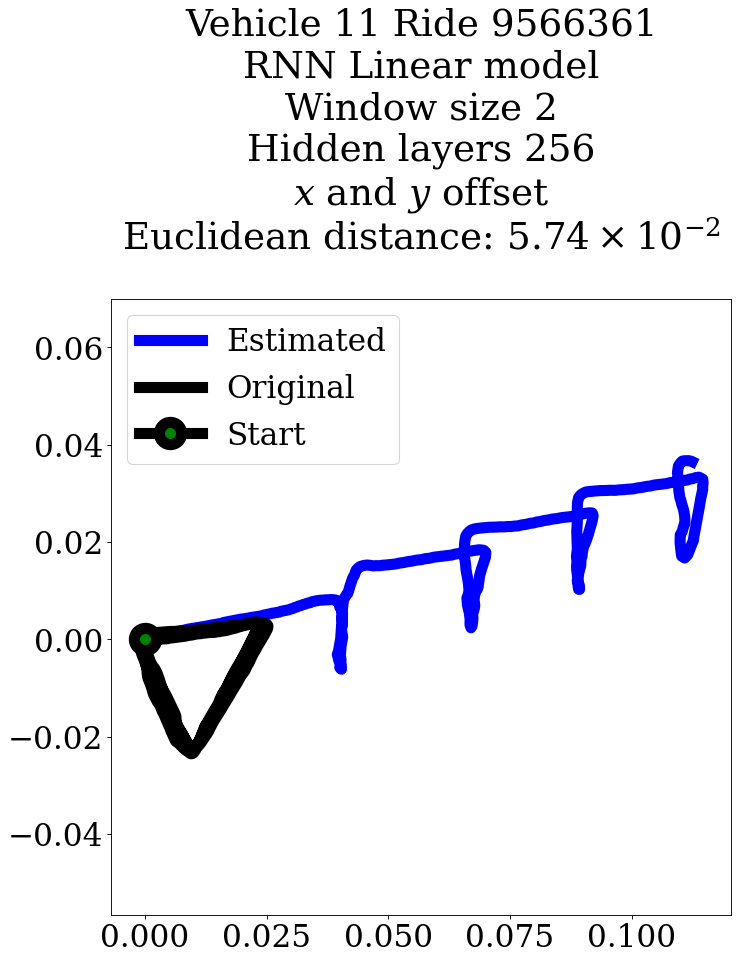 Vehicle 11 Ride 9566361
RNN Linear model
Window size 2
Hidden layers 256
x and y offset
Euclidean distance: 5.74 × 10⁻²
Estimated
Original
Start
0.06
0.04
0.02
0.00
−0.02
−0.04
0.000 0.025 0.050 0.075 0.100